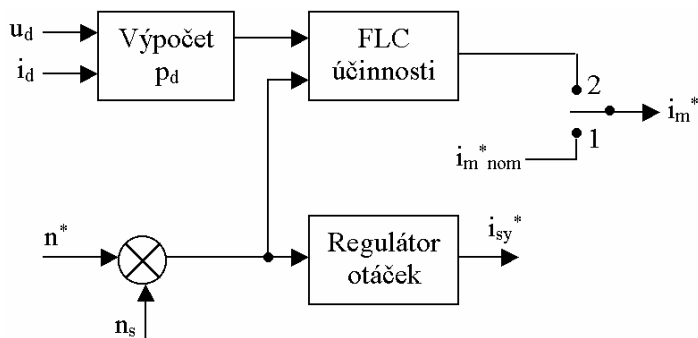 u_d
i_d
Výpočet
p_d
FLC
účinnosti
2
i_m^*
1
i_m^*_nom
n^*
n_s
Regulátor
otáček
i_sy^*